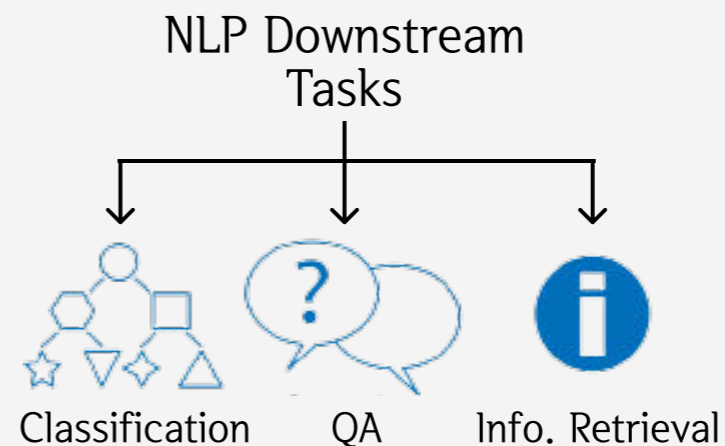 NLP Downstream
Tasks
?
i
Classification
QA
Info. Retrieval